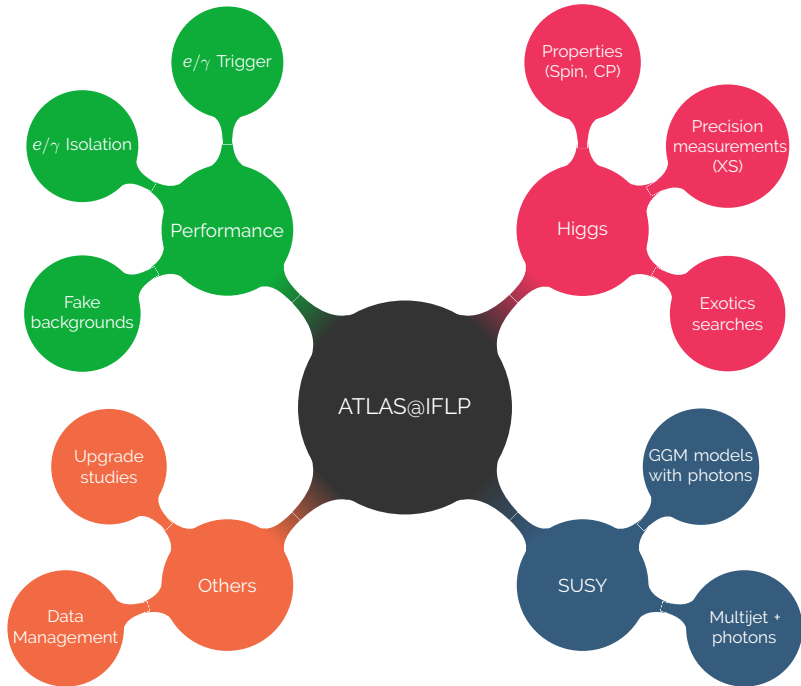 e/γ Trigger
e/γ Isolation
Performance
Fake
backgrounds
Properties
(Spin, CP)
Precision
measurements
(XS)
Higgs
Exotics
searches
ATLAS@IFLP
Upgrade
studies
Others
Data
Management
GGM models
with photons
SUSY
Multijet +
photons